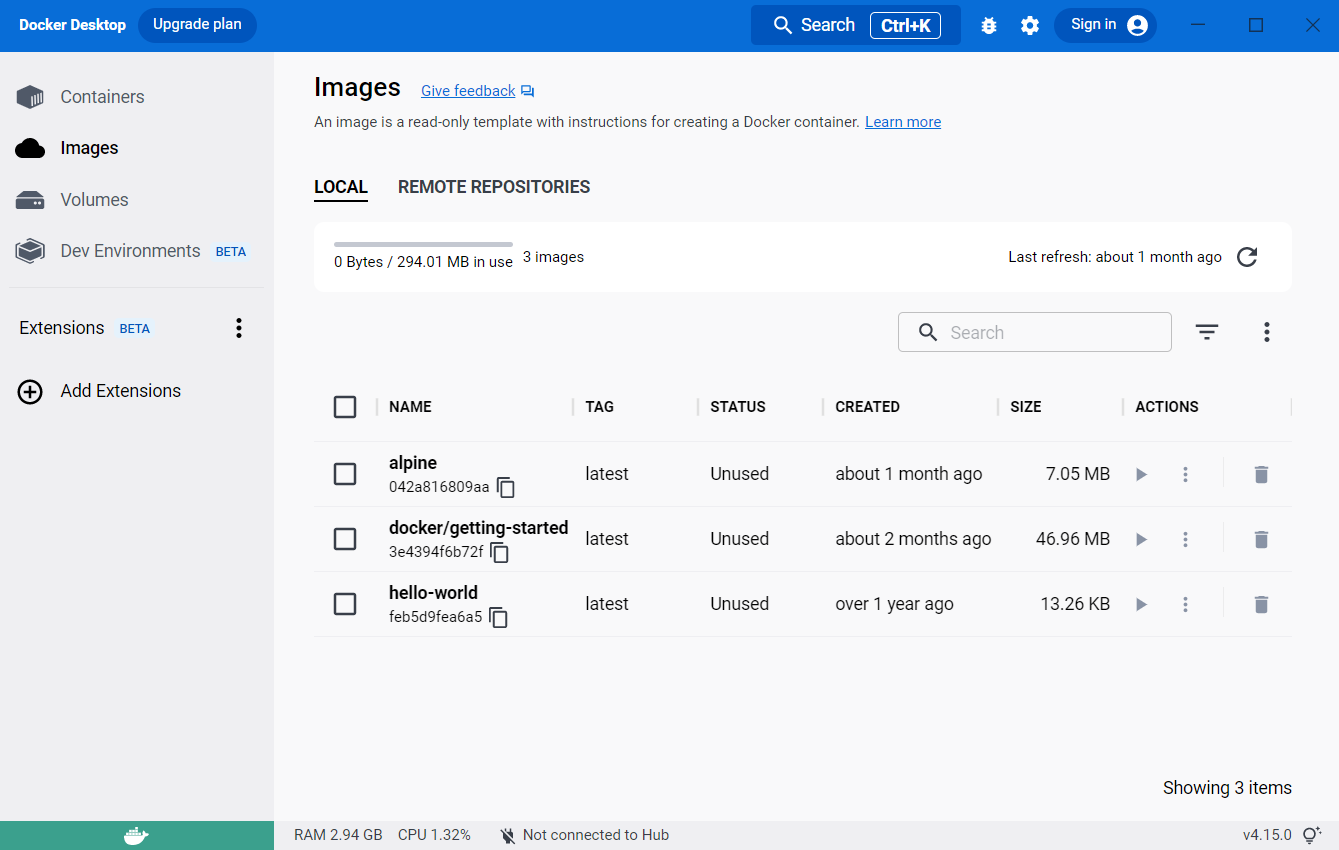 Docker Desktop Upgrade plan Search Ctrl+K Sign in
Containers
Images
Volumes
Dev Environments BETA
Extensions BETA
Add Extensions
Images Give feedback
An image is a read-only template with instructions for creating a Docker container. Learn more
LOCAL REMOTE REPOSITORIES
0 Bytes / 294.01 MB in use 3 images Last refresh: about 1 month ago
Search
NAME TAG STATUS CREATED SIZE ACTIONS
alpine
042a816809aa latest Unused about 1 month ago 7.05 MB
docker/getting-started
3e4394f6b72f latest Unused about 2 months ago 46.96 MB
hello-world
feb5d9fea6a5 latest Unused over 1 year ago 13.26 KB
Showing 3 items
RAM 2.94 GB CPU 1.32% Not connected to Hub v4.15.0